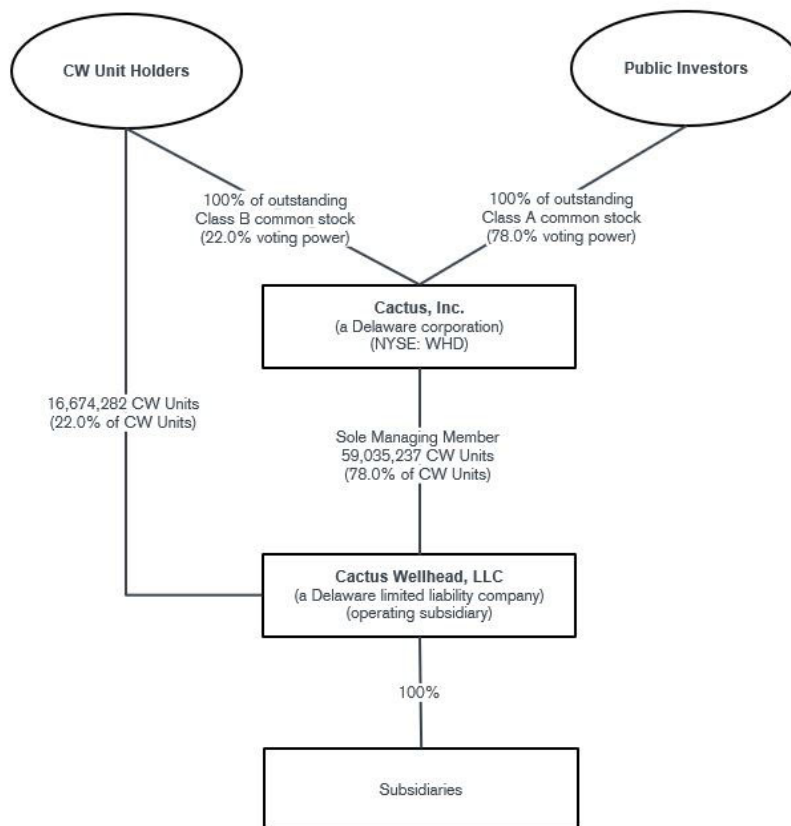 CW Unit Holders
Public Investors
100% of outstanding
Class B common stock
(22.0% voting power)
100% of outstanding
Class A common stock
(78.0% voting power)
Cactus, Inc.
(a Delaware corporation)
(NYSE: WHD)
16,674,282 CW Units
(22.0% of CW Units)
Sole Managing Member
59,035,237 CW Units
(78.0% of CW Units)
Cactus Wellhead, LLC
(a Delaware limited liability company)
(operating subsidiary)
100%
Subsidiaries